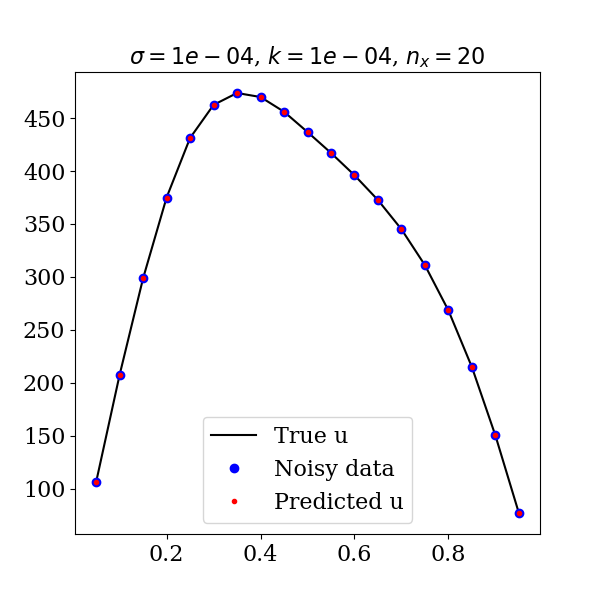 σ = 1e − 04, k = 1e − 04, nₓ = 20
450
400
350
300
250
200
150
100
True u
Noisy data
Predicted u
0.2 0.4 0.6 0.8